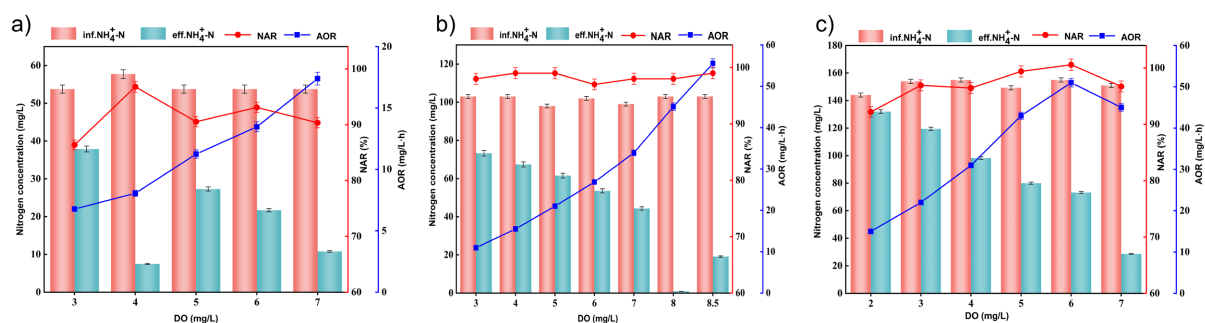 a)
inf.NH₄⁺-N eff.NH₄⁺-N NAR AOR
Nitrogen concentration (mg/L)
0 10 20 30 40 50 60
3 4 5 6 7
DO (mg/L)
60 70 80 90 100
NAR (%)
0 5 10 15 20
AOR (mg/L·h)
b)
inf.NH₄⁺-N eff.NH₄⁺-N NAR AOR
Nitrogen concentration (mg/L)
0 20 40 60 80 100 120
3 4 5 6 7 8 8.5
DO (mg/L)
60 70 80 90 100
NAR (%)
0 10 20 30 40 50 60
AOR (mg/L·h)
c)
inf.NH₄⁺-N eff.NH₄⁺-N NAR AOR
Nitrogen concentration (mg/L)
0 20 40 60 80 100 120 140 160 180
2 3 4 5 6 7
DO (mg/L)
60 70 80 90 100
NAR (%)
0 10 20 30 40 50 60
AOR (mg/L·h)